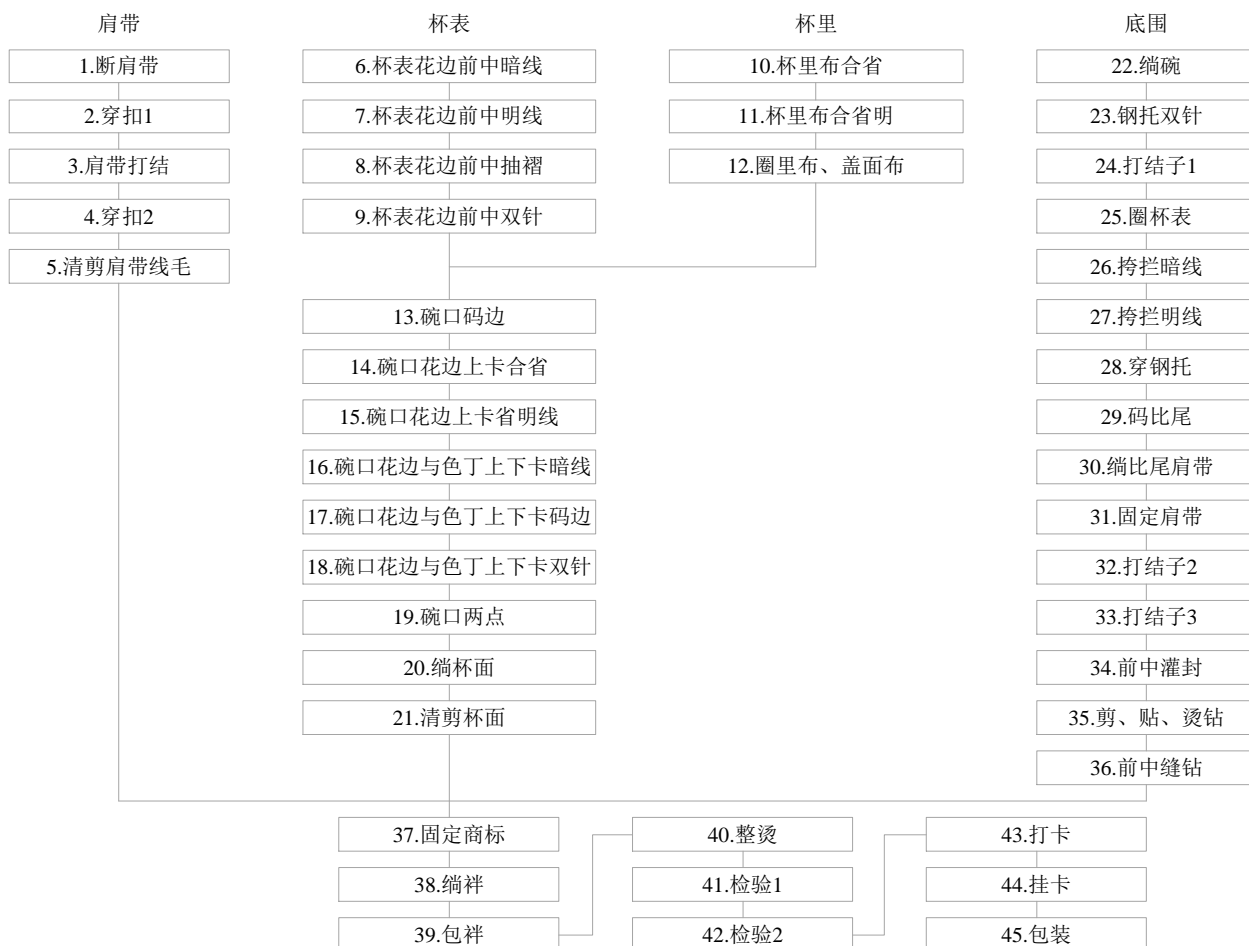 肩带
1.断肩带
2.穿扣1
3.肩带打结
4.穿扣2
5.清剪肩带线毛
杯表
6.杯表花边前中暗线
7.杯表花边前中明线
8.杯表花边前中抽褶
9.杯表花边前中双针
杯里
10.杯里布合省
11.杯里布合省明
12.圈里布、盖面布
13.碗口码边
14.碗口花边上卡合省
15.碗口花边上卡省明线
16.碗口花边与色丁上下卡暗线
17.碗口花边与色丁上下卡码边
18.碗口花边与色丁上下卡双针
19.碗口两点
20.绱杯面
21.清剪杯面
底围
22.绱碗
23.钢托双针
24.打结子1
25.圈杯表
26.挎拦暗线
27.挎拦明线
28.穿钢托
29.码比尾
30.绱比尾肩带
31.固定肩带
32.打结子2
33.打结子3
34.前中灌封
35.剪、贴、烫钻
36.前中缝钻
37.固定商标
38.绱袢
39.包袢
40.整烫
41.检验1
42.检验2
43.打卡
44.挂卡
45.包装